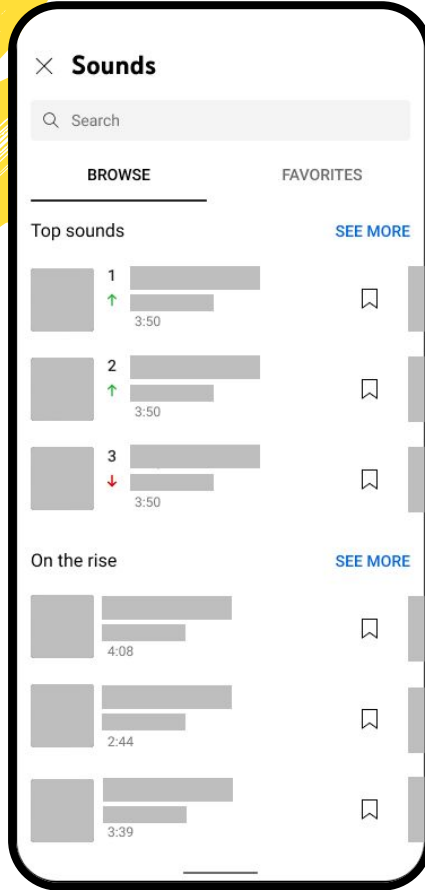 Sounds
Search
BROWSE FAVORITES
Top sounds SEE MORE
1
3:50
2
3:50
3
3:50
On the rise SEE MORE
4:08
2:44
3:39